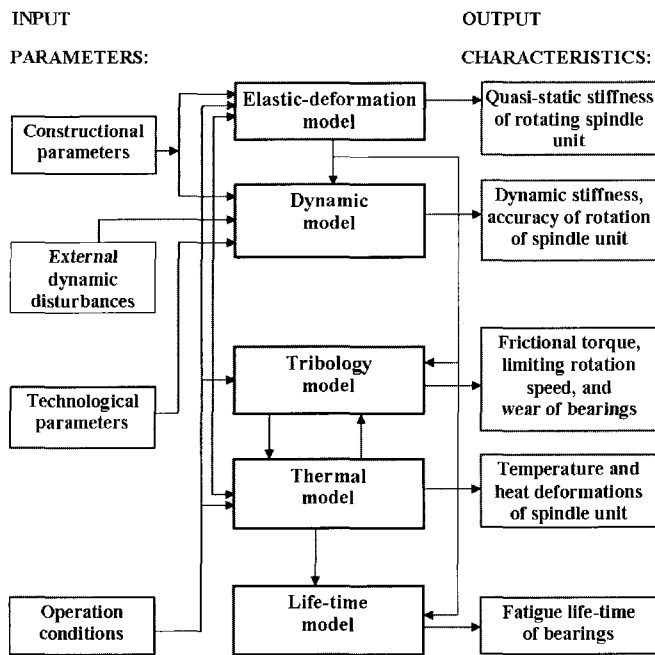 INPUT
PARAMETERS:
OUTPUT
CHARACTERISTICS:
Constructional
parameters
External
dynamic
disturbances
Technological
parameters
Operation
conditions
Elastic-deformation
model
Dynamic
model
Tribology
model
Thermal
model
Life-time
model
Quasi-static stiffness
of rotating spindle
unit
Dynamic stiffness,
accuracy of rotation
of spindle unit
Frictional torque,
limiting rotation
speed, and
wear of bearings
Temperature and
heat deformations
of spindle unit
Fatigue life-time
of bearings